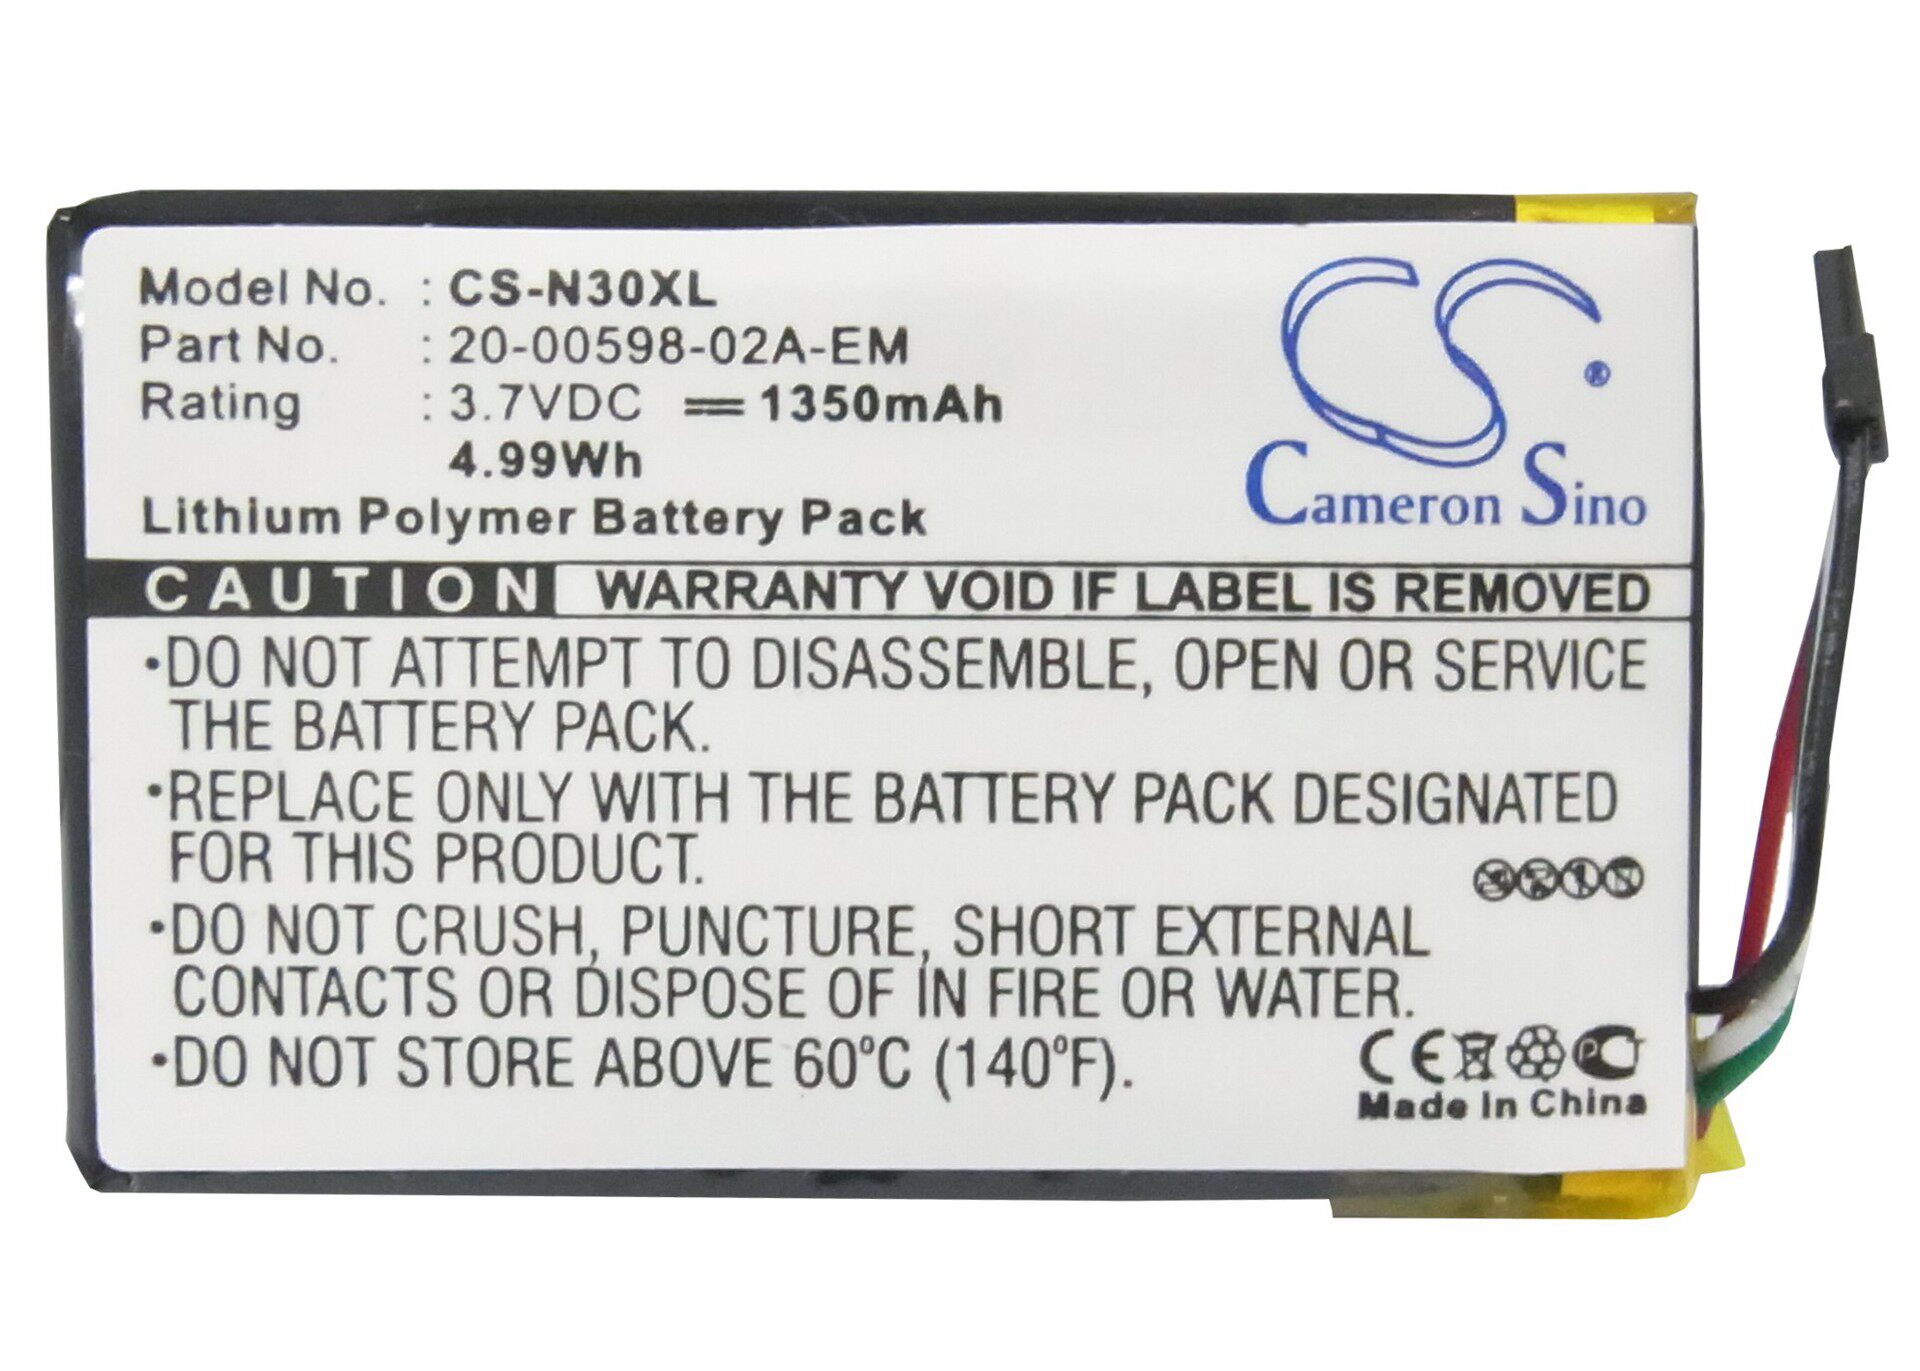 Model No. : CS-N30XL
Part No. : 20-00598-02A-EM
Rating : 3.7VDC ⎓ 1350mAh
4.99Wh
Lithium Polymer Battery Pack
CS®
Cameron Sino
CAUTION WARRANTY VOID IF LABEL IS REMOVED
•DO NOT ATTEMPT TO DISASSEMBLE, OPEN OR SERVICE
THE BATTERY PACK.
•REPLACE ONLY WITH THE BATTERY PACK DESIGNATED
FOR THIS PRODUCT.
•DO NOT CRUSH, PUNCTURE, SHORT EXTERNAL
CONTACTS OR DISPOSE OF IN FIRE OR WATER.
•DO NOT STORE ABOVE 60°C (140°F).
CE
Made In China